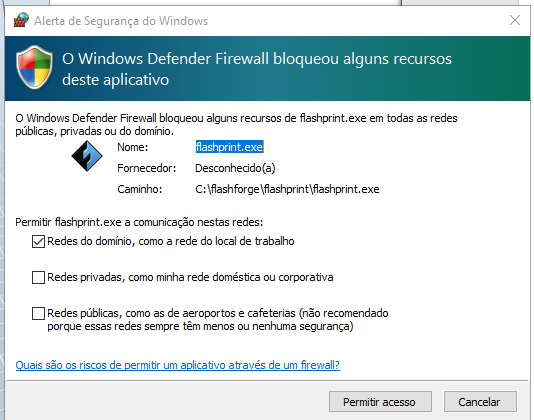 Alerta de Segurança do Windows
O Windows Defender Firewall bloqueou alguns recursos
deste aplicativo
O Windows Defender Firewall bloqueou alguns recursos de flashprint.exe em todas as redes
públicas, privadas ou do domínio.
Nome: flashprint.exe
Fornecedor: Desconhecido(a)
Caminho: C:\flashforge\flashprint\flashprint.exe
Permitir flashprint.exe a comunicação nestas redes:
Redes do domínio, como a rede do local de trabalho
Redes privadas, como minha rede doméstica ou corporativa
Redes públicas, como as de aeroportos e cafeterias (não recomendado
porque essas redes sempre têm menos ou nenhuma segurança)
Quais são os riscos de permitir um aplicativo através de um firewall?
Permitir acesso Cancelar